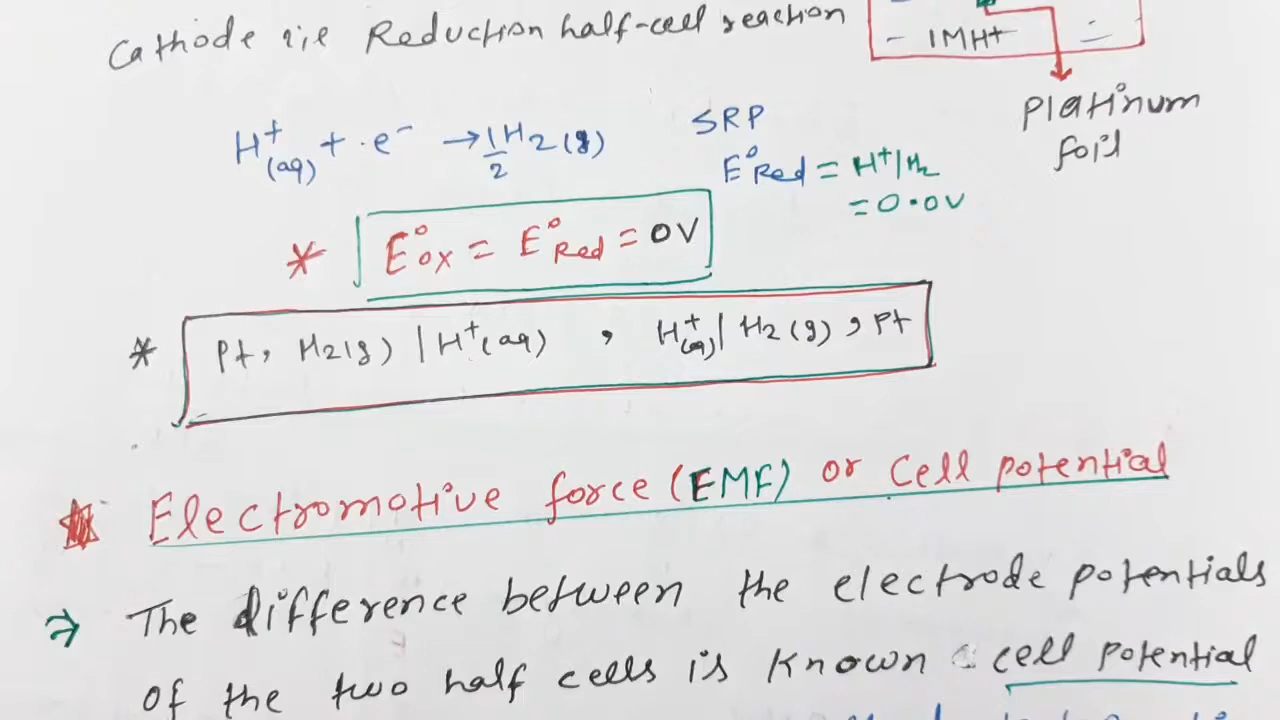 Cathode i,e Reduction half-cell reaction
- 1MH+ =
Platinum
foil
H+(aq) + e- → 1/2 H2(g)
SRP
E°Red = H+|H2
= 0.0V
* E°ox = E°Red = 0V
* Pt, H2(g) | H+(aq) , H+(aq) | H2(g), Pt
Electromotive force (EMF) or Cell potential
⇒ The difference between the electrode potentials
of the two half cells is known cell potential